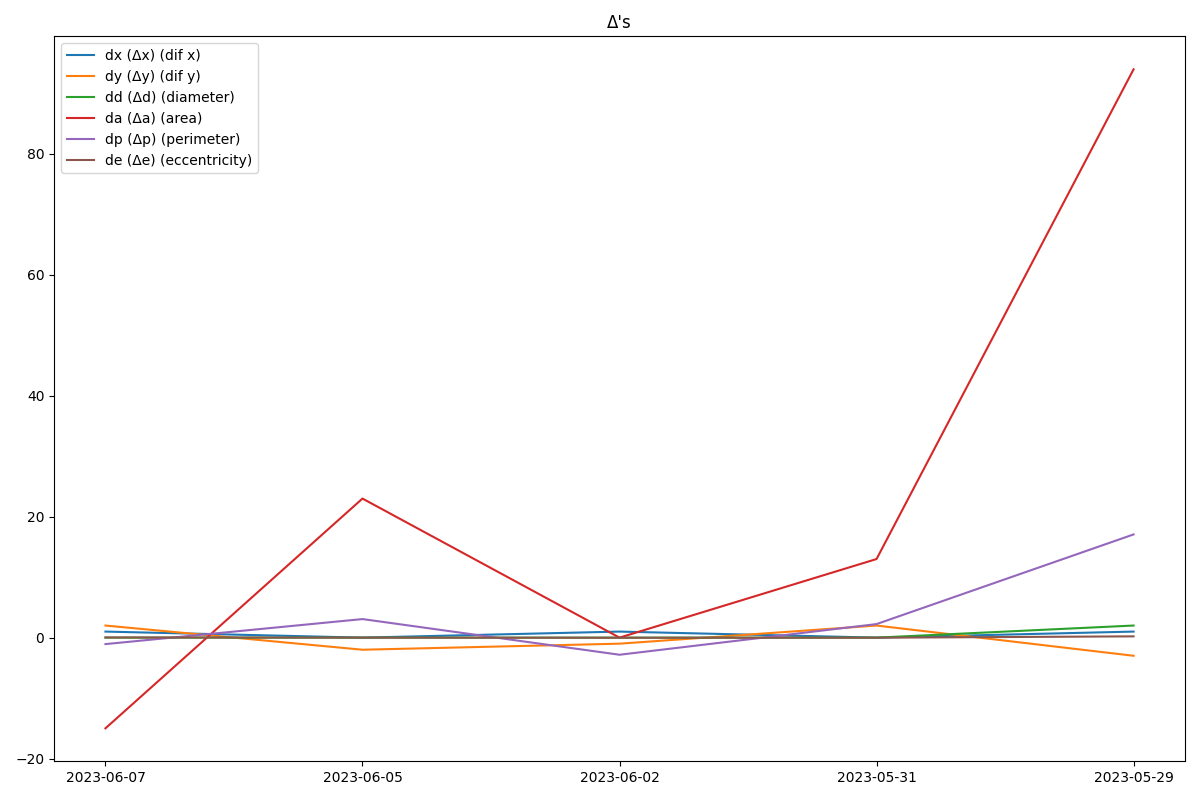 Δ's
dx (Δx) (dif x)
dy (Δy) (dif y)
dd (Δd) (diameter)
da (Δa) (area)
dp (Δp) (perimeter)
de (Δe) (eccentricity)
80
60
40
20
0
−20
2023-06-07 2023-06-05 2023-06-02 2023-05-31 2023-05-29